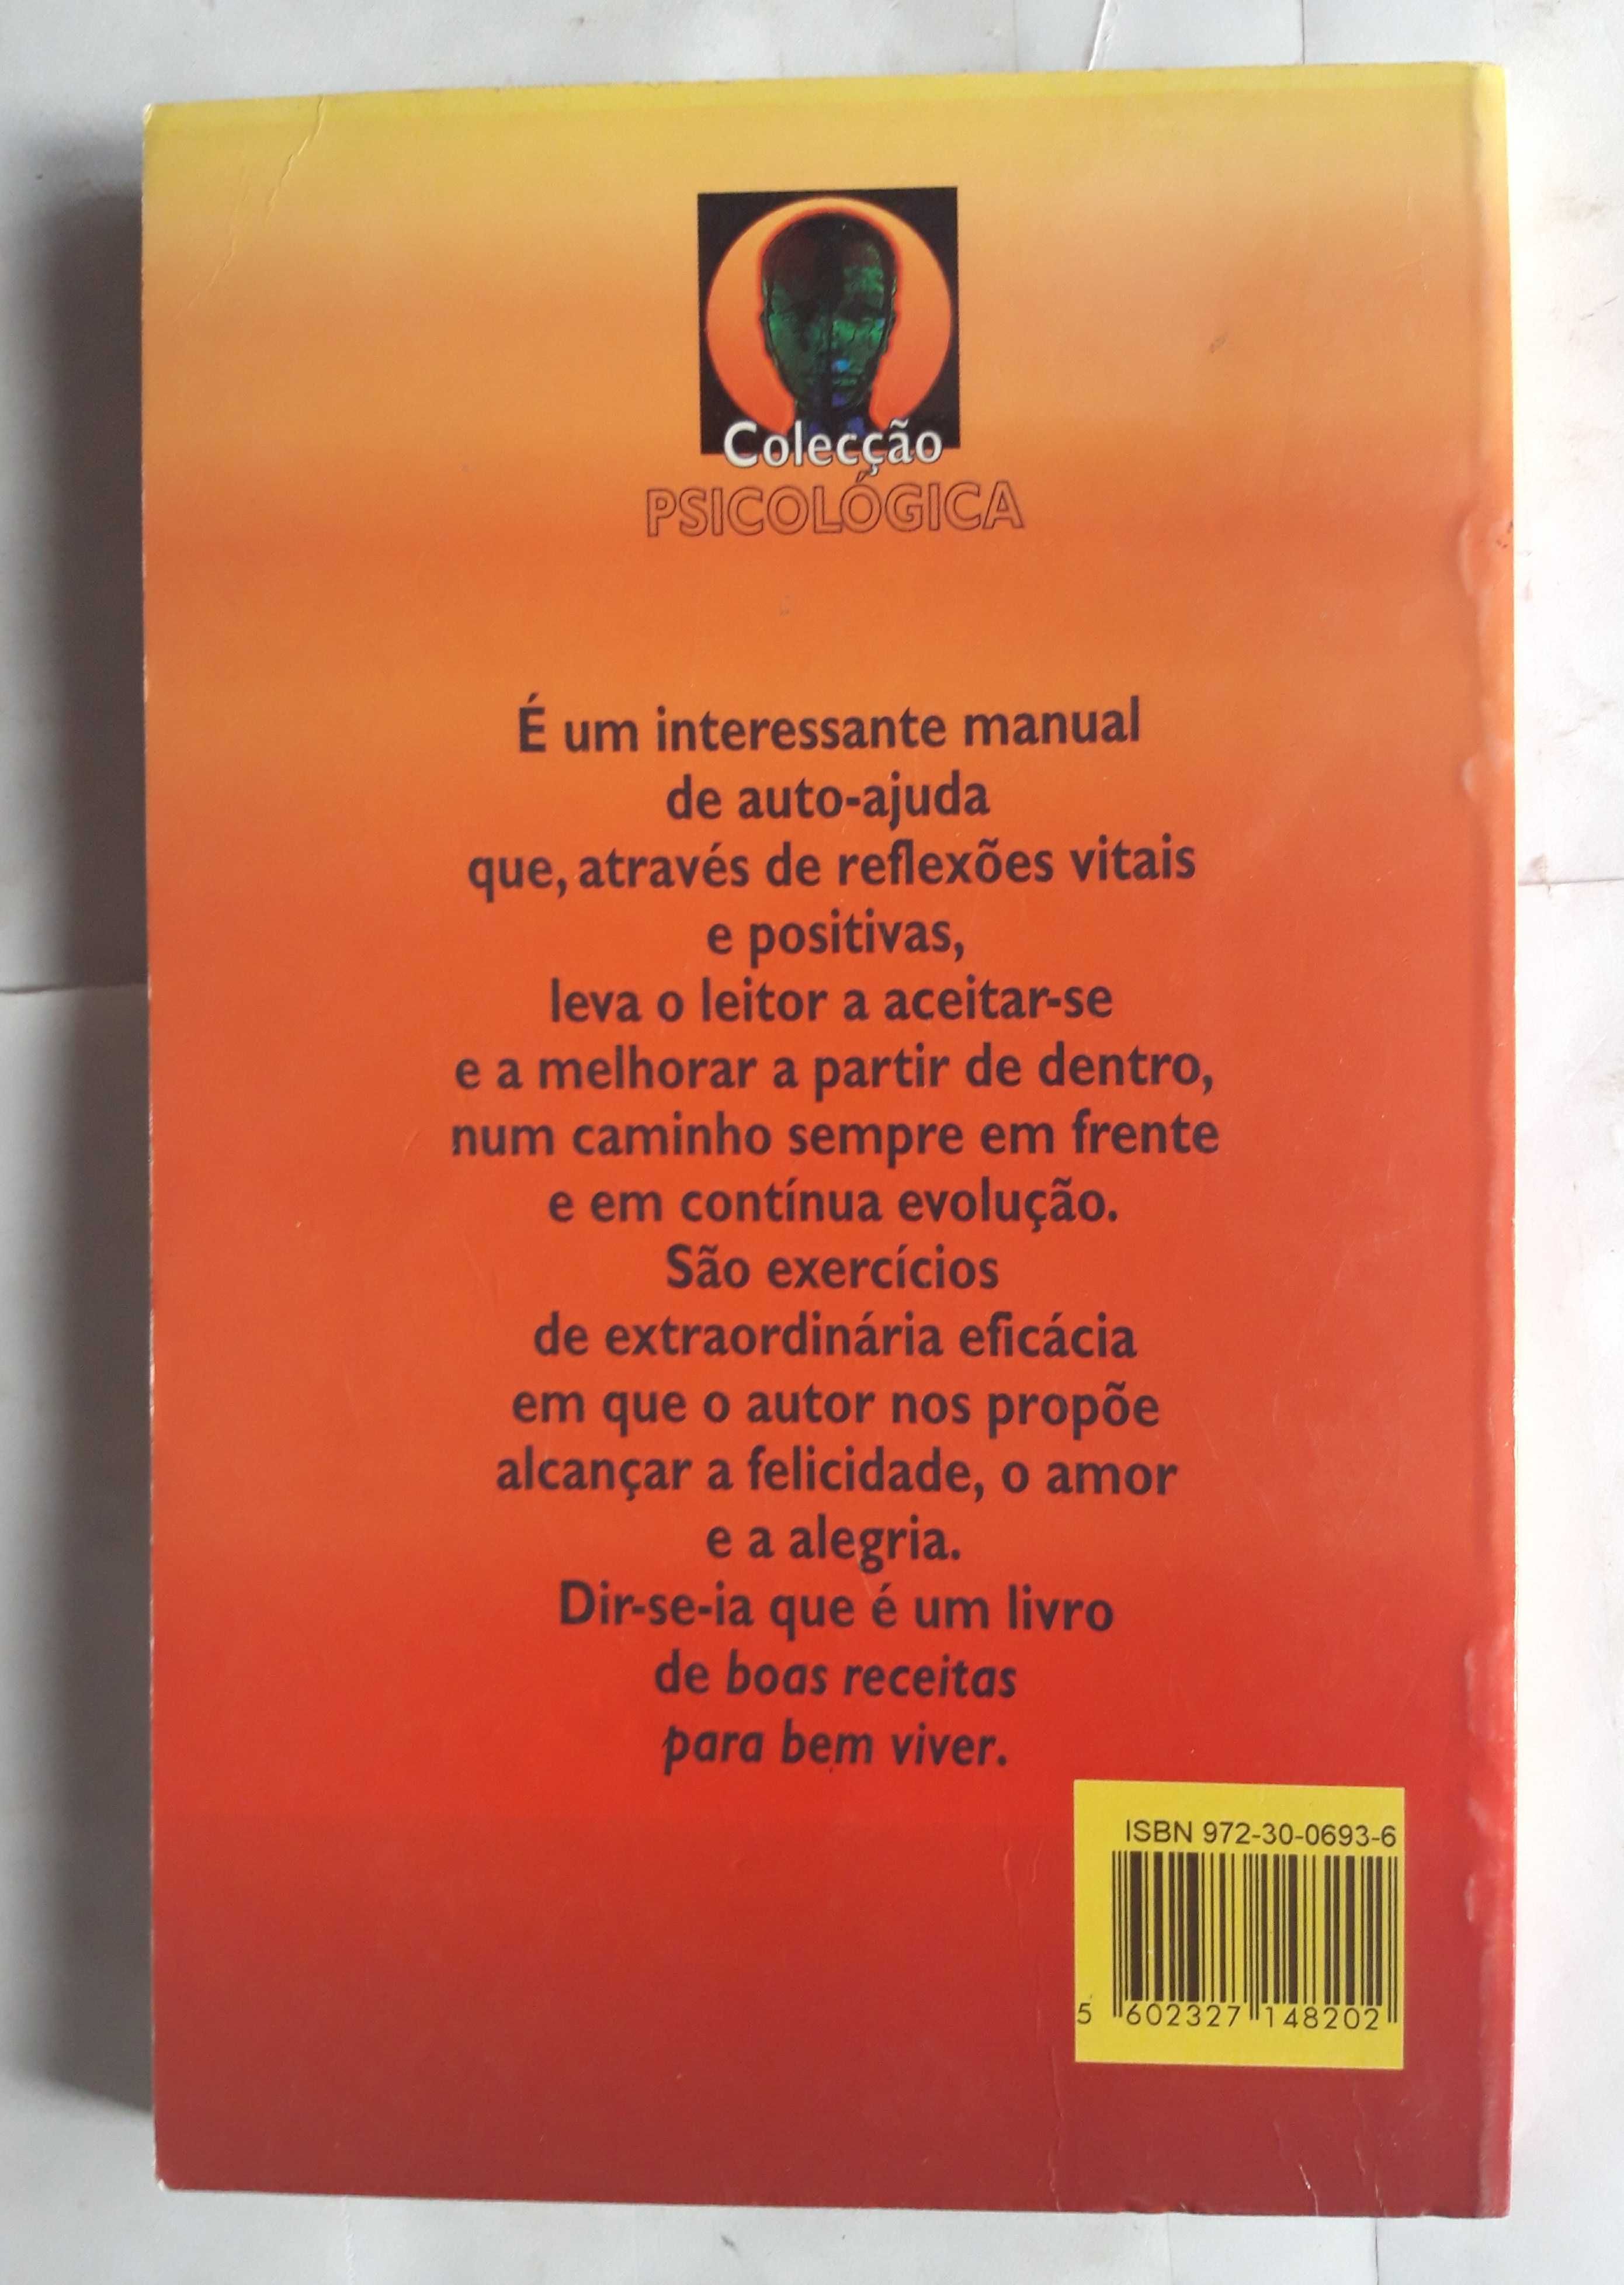 Colecção
PSICOLÓGICA
É um interessante manual
de auto-ajuda
que, através de reflexões vitais
e positivas,
leva o leitor a aceitar-se
e a melhorar a partir de dentro,
num caminho sempre em frente
e em contínua evolução.
São exercícios
de extraordinária eficácia
em que o autor nos propõe
alcançar a felicidade, o amor
e a alegria.
Dir-se-ia que é um livro
de boas receitas
para bem viver.
ISBN 972-30-0693-6
5 602327 148202